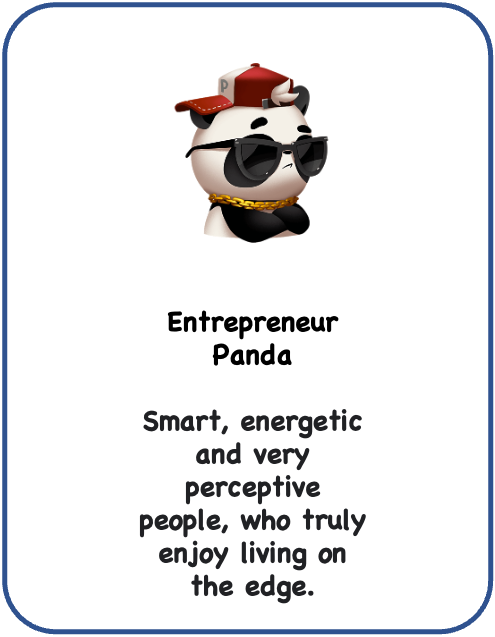 P
Entrepreneur
Panda
Smart, energetic
and very
perceptive
people, who truly
enjoy living on
the edge.